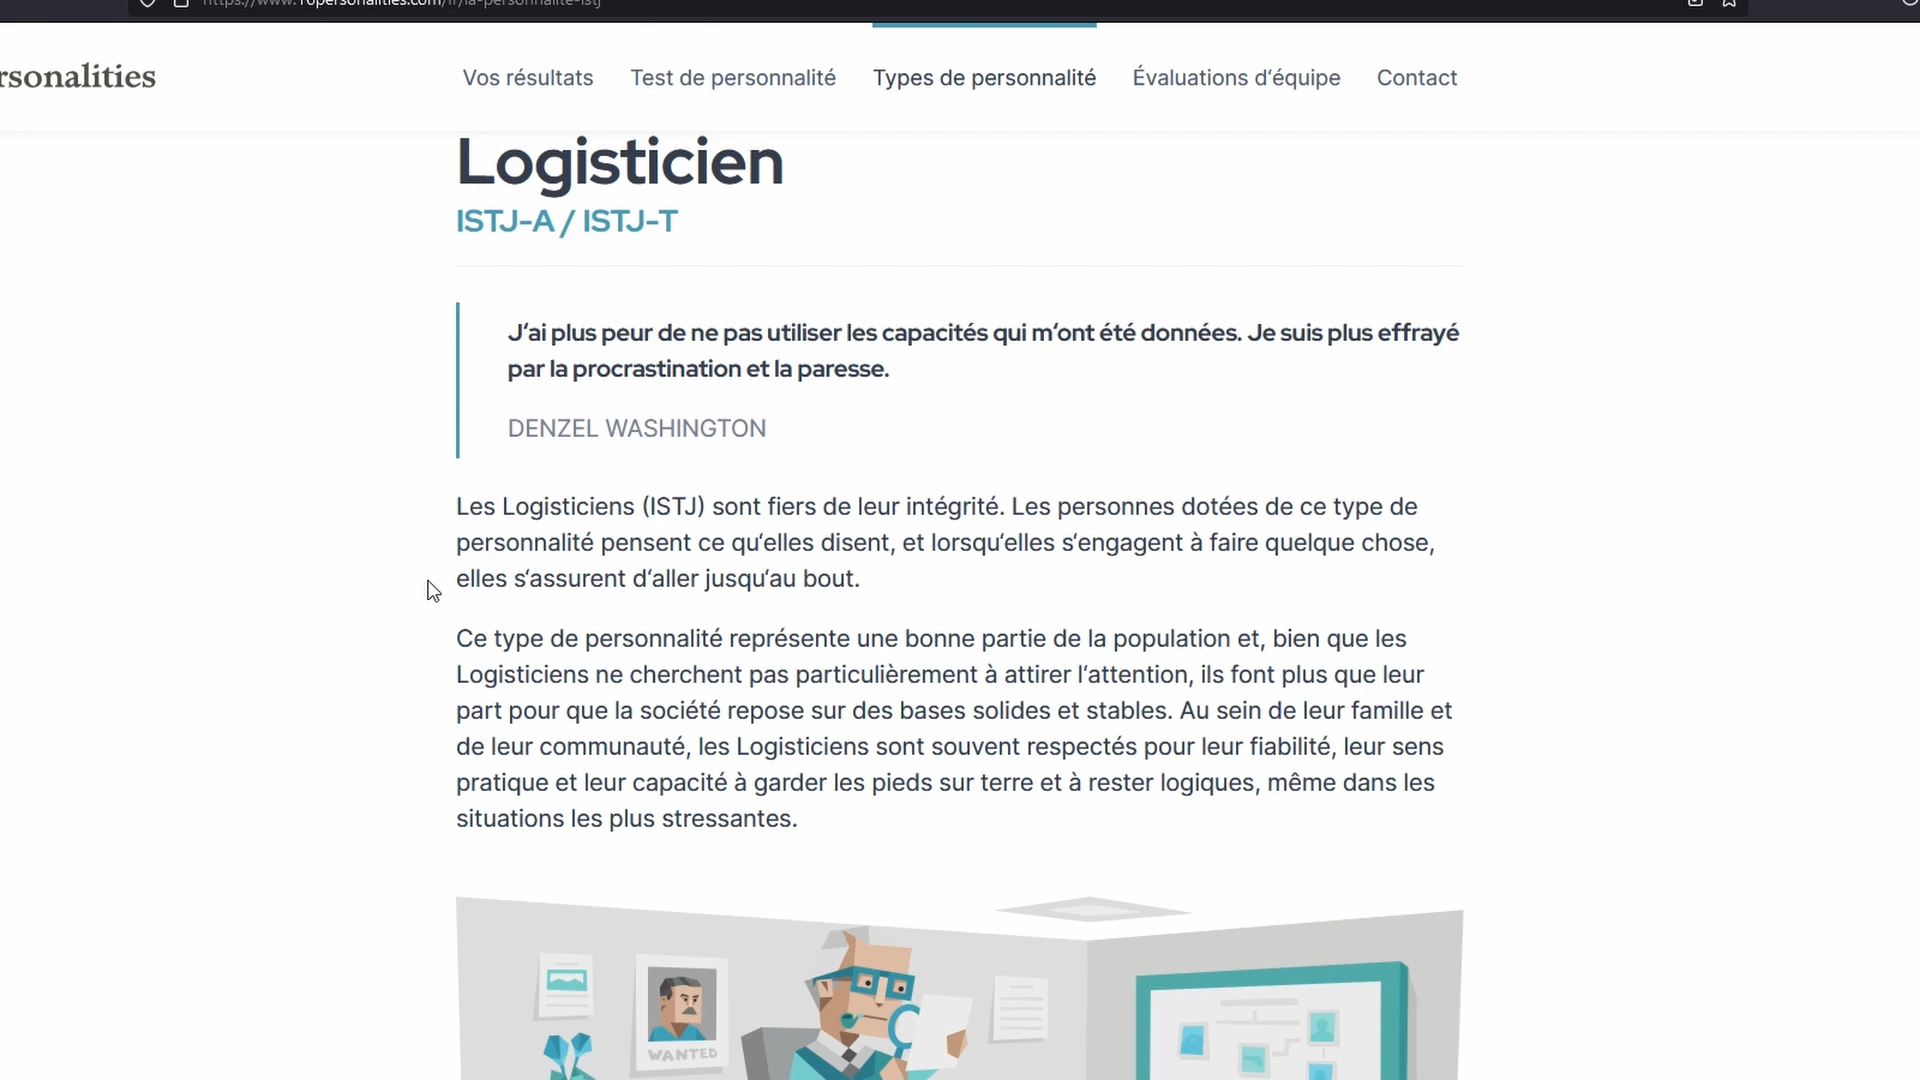 https://www.16personalities.com/fr/la-personnalite-istj
rsonalities
Vos résultats Test de personnalité Types de personnalité Évaluations d‘équipe Contact
Logisticien
ISTJ-A / ISTJ-T
J‘ai plus peur de ne pas utiliser les capacités qui m‘ont été données. Je suis plus effrayé
par la procrastination et la paresse.
DENZEL WASHINGTON
Les Logisticiens (ISTJ) sont fiers de leur intégrité. Les personnes dotées de ce type de
personnalité pensent ce qu‘elles disent, et lorsqu‘elles s‘engagent à faire quelque chose,
elles s‘assurent d‘aller jusqu‘au bout.
Ce type de personnalité représente une bonne partie de la population et, bien que les
Logisticiens ne cherchent pas particulièrement à attirer l‘attention, ils font plus que leur
part pour que la société repose sur des bases solides et stables. Au sein de leur famille et
de leur communauté, les Logisticiens sont souvent respectés pour leur fiabilité, leur sens
pratique et leur capacité à garder les pieds sur terre et à rester logiques, même dans les
situations les plus stressantes.
WANTED